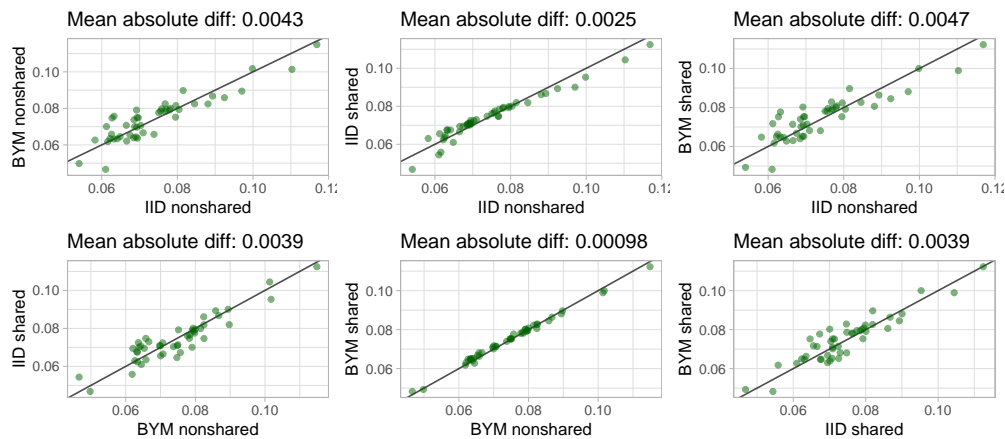 Mean absolute diff: 0.0043
BYM nonshared
0.10
0.08
0.06
0.06
0.08
0.10
0.12
IID nonshared
Mean absolute diff: 0.0025
IID shared
0.10
0.08
0.06
0.06
0.08
0.10
0.12
IID nonshared
Mean absolute diff: 0.0047
BYM shared
0.10
0.08
0.06
0.06
0.08
0.10
0.12
IID nonshared
Mean absolute diff: 0.0039
IID shared
0.10
0.08
0.06
0.06
0.08
0.10
BYM nonshared
Mean absolute diff: 0.00098
BYM shared
0.10
0.08
0.06
0.06
0.08
0.10
BYM nonshared
Mean absolute diff: 0.0039
BYM shared
0.10
0.08
0.06
0.06
0.08
0.10
IID shared